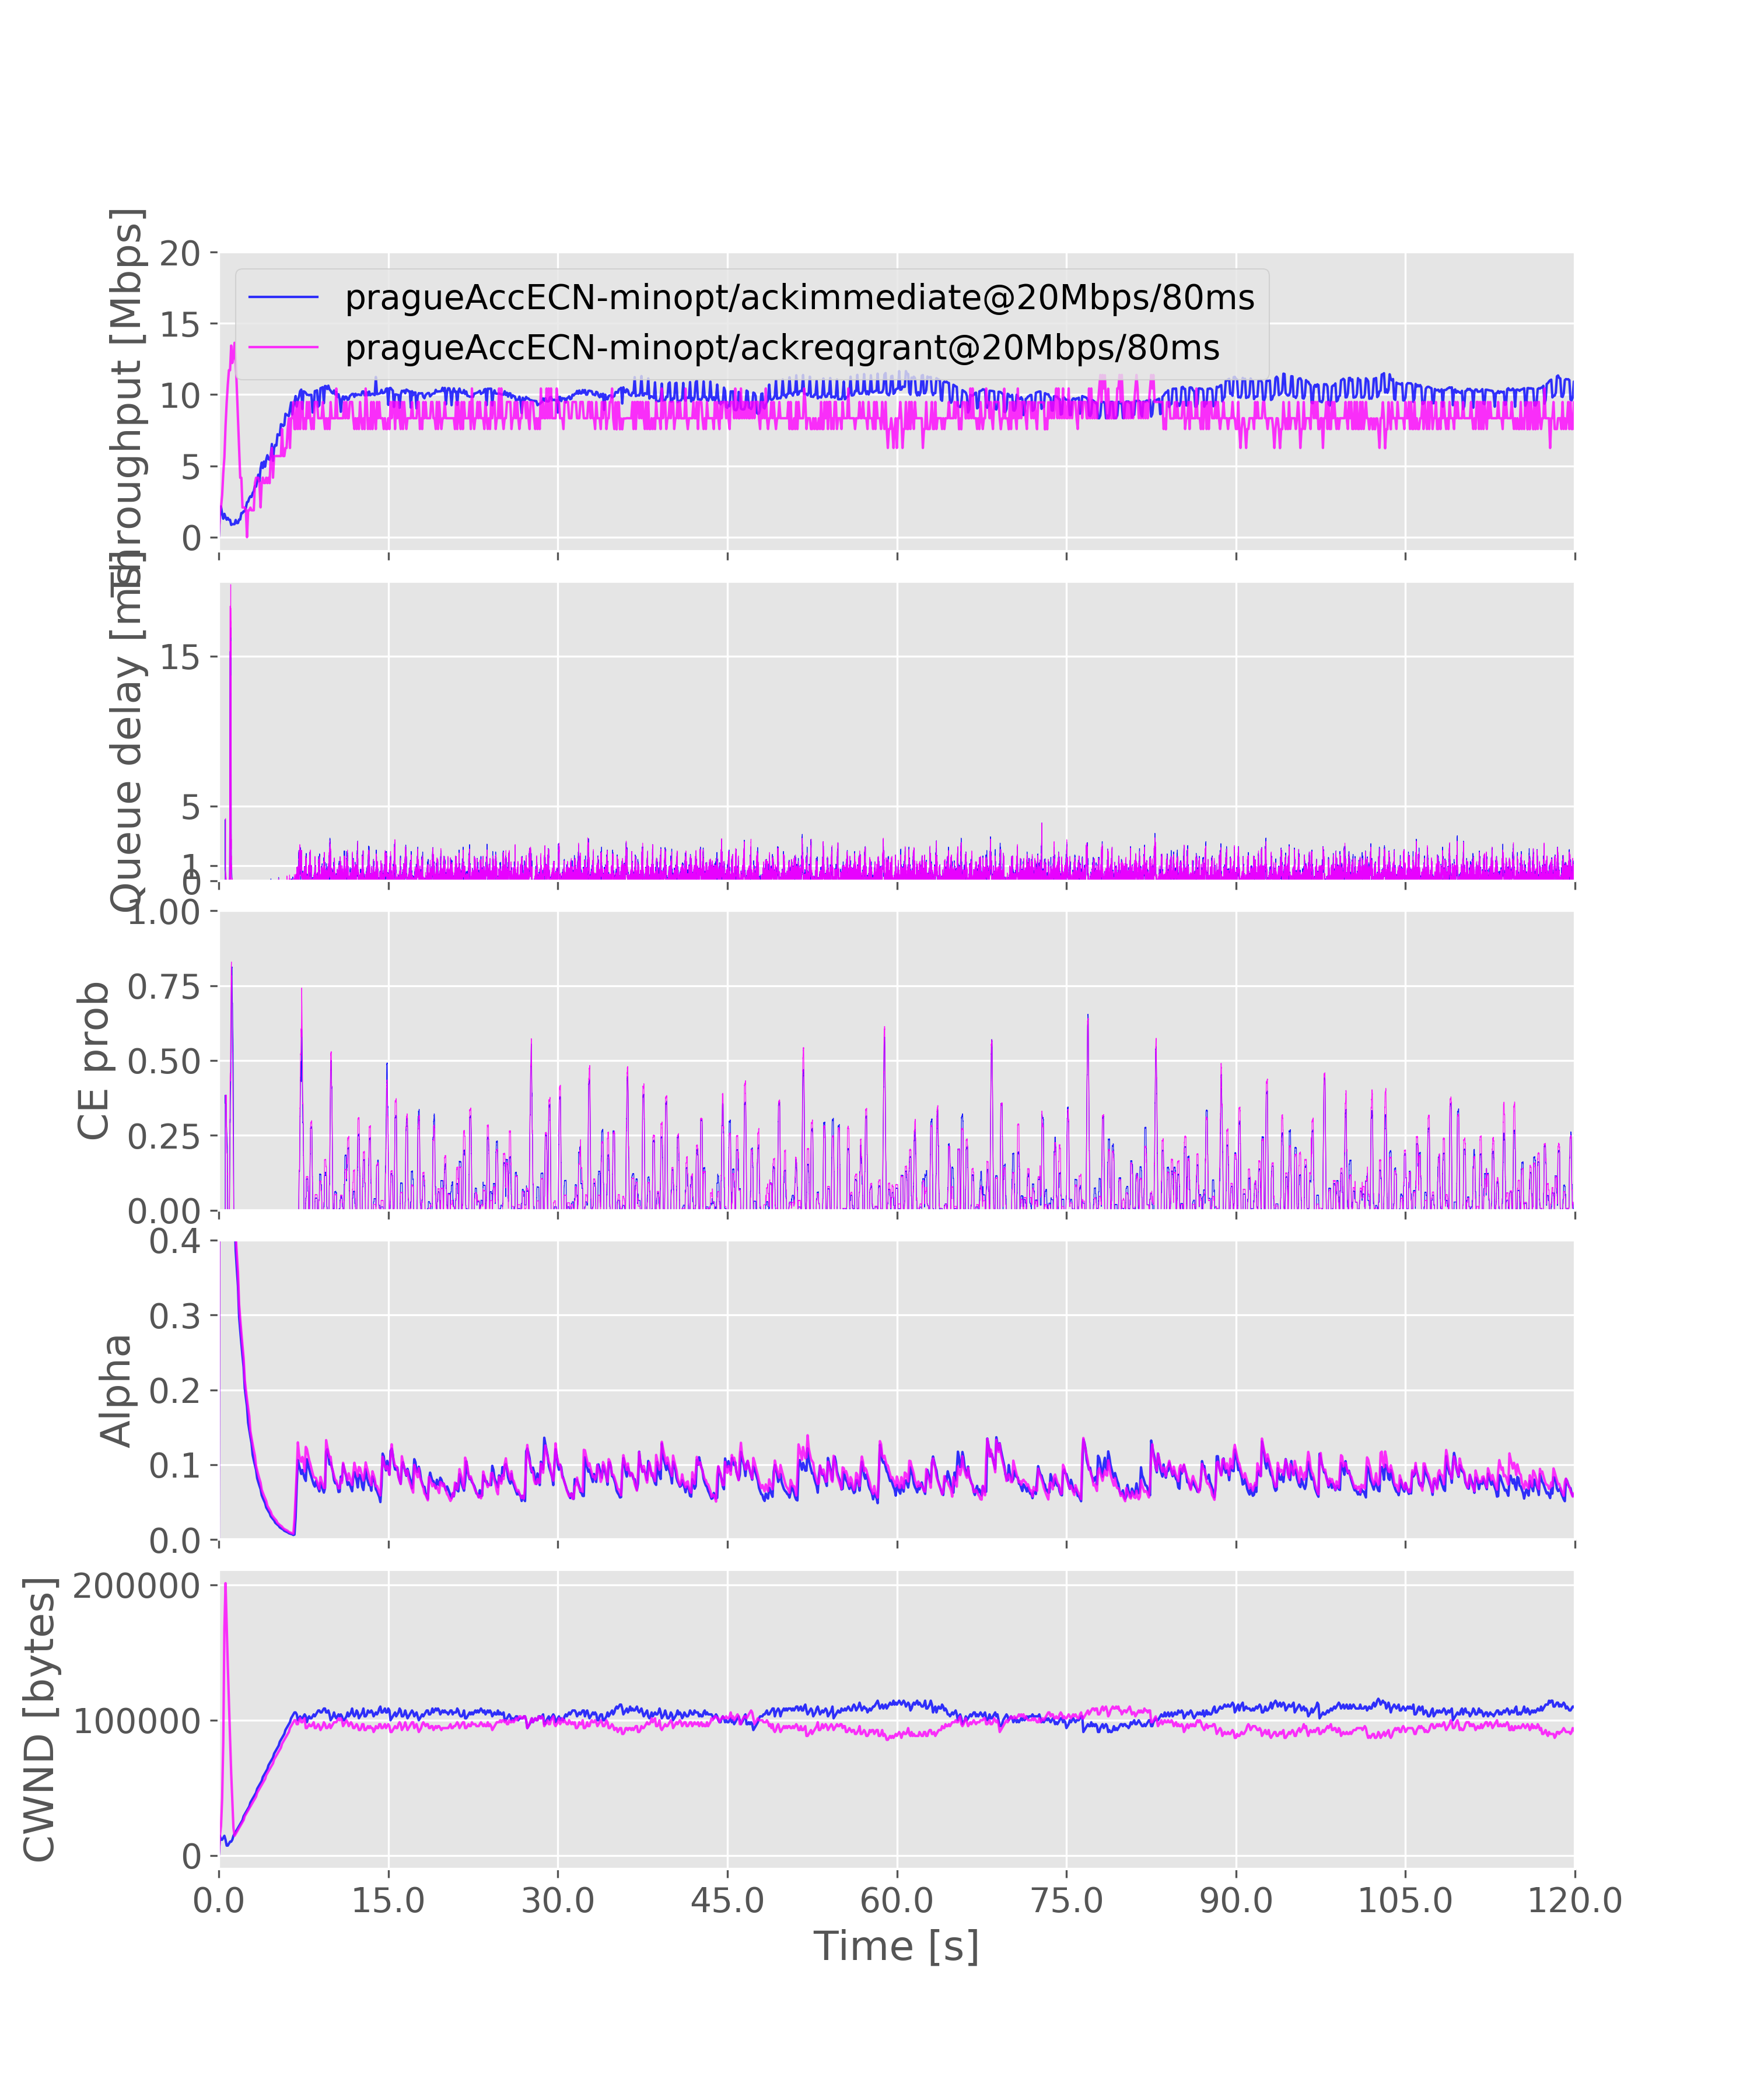 Throughput [Mbps]
20
15
10
5
0
pragueAccECN-minopt/ackimmediate@20Mbps/80ms
pragueAccECN-minopt/ackreqgrant@20Mbps/80ms
Queue delay [ms]
15
5
1
0
CE prob
1.00
0.75
0.50
0.25
0.00
Alpha
0.4
0.3
0.2
0.1
0.0
CWND [bytes]
200000
100000
0
0.0 15.0 30.0 45.0 60.0 75.0 90.0 105.0 120.0
Time [s]